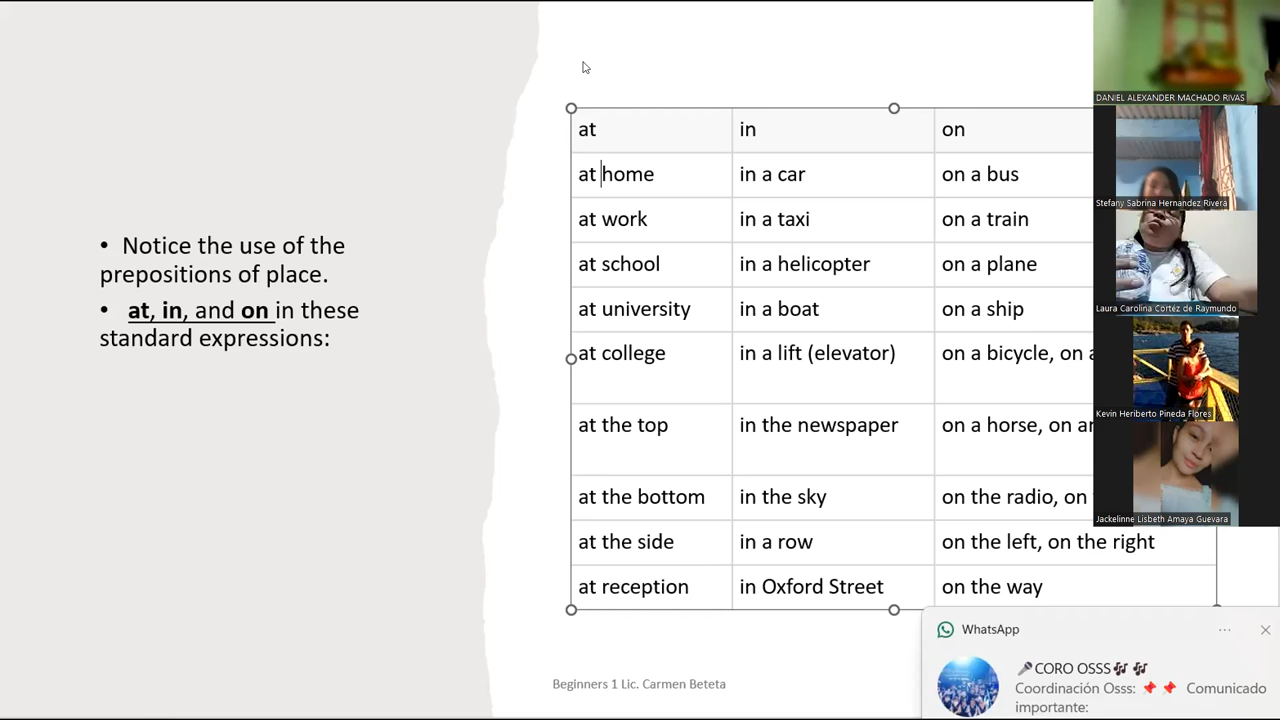 • Notice the use of the
prepositions of place.
• at, in, and on in these
standard expressions:
at in on
at home in a car on a bus
at work in a taxi on a train
at school in a helicopter on a plane
at university in a boat on a ship
at college in a lift (elevator) on a bicycle, on
at the top in the newspaper on a horse, on
at the bottom in the sky on the radio, on
at the side in a row on the left, on the right
at reception in Oxford Street on the way
Beginners 1 Lic. Carmen Beteta
DANIEL ALEXANDER MACHADO RIVAS
Stefany Sabrina Hernandez Rivera
Laura Carolina Cortéz de Raymundo
Kevin Heriberto Pineda Flores
Jackelinne Lisbeth Amaya Guevara
WhatsApp
🎤CORO OSSS🎶 🎶
Coordinación Osss: 📌 📌 Comunicado
importante: